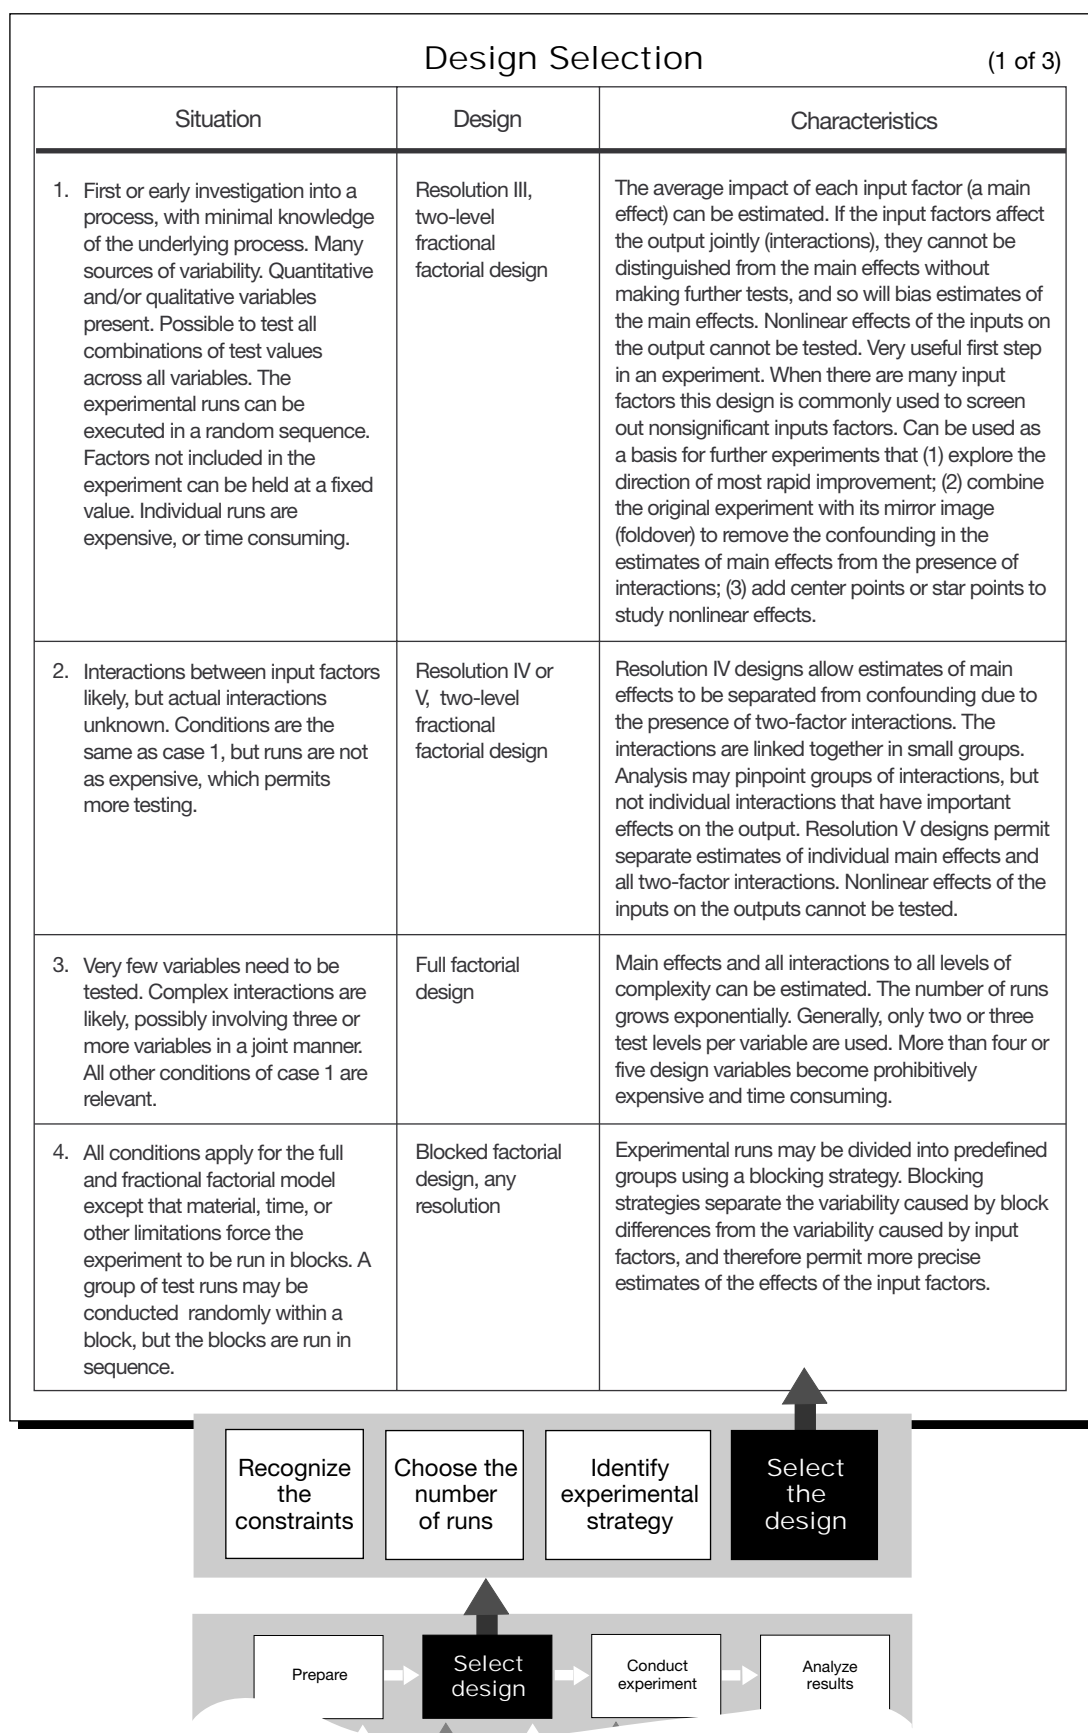 Design Selection
(1 of 3)
Situation
Design
Characteristics
1. First or early investigation into a
process, with minimal knowledge
of the underlying process. Many
sources of variability. Quantitative
and/or qualitative variables
present. Possible to test all
combinations of test values
across all variables. The
experimental runs can be
executed in a random sequence.
Factors not included in the
experiment can be held at a fixed
value. Individual runs are
expensive, or time consuming.
Resolution III,
two-level
fractional
factorial design
The average impact of each input factor (a main
effect) can be estimated. If the input factors affect
the output jointly (interactions), they cannot be
distinguished from the main effects without
making further tests, and so will bias estimates of
the main effects. Nonlinear effects of the inputs on
the output cannot be tested. Very useful first step
in an experiment. When there are many input
factors this design is commonly used to screen
out nonsignificant inputs factors. Can be used as
a basis for further experiments that (1) explore the
direction of most rapid improvement; (2) combine
the original experiment with its mirror image
(foldover) to remove the confounding in the
estimates of main effects from the presence of
interactions; (3) add center points or star points to
study nonlinear effects.
2. Interactions between input factors
likely, but actual interactions
unknown. Conditions are the
same as case 1, but runs are not
as expensive, which permits
more testing.
Resolution IV or
V, two-level
fractional
factorial design
Resolution IV designs allow estimates of main
effects to be separated from confounding due to
the presence of two-factor interactions. The
interactions are linked together in small groups.
Analysis may pinpoint groups of interactions, but
not individual interactions that have important
effects on the output. Resolution V designs permit
separate estimates of individual main effects and
all two-factor interactions. Nonlinear effects of the
inputs on the outputs cannot be tested.
3. Very few variables need to be
tested. Complex interactions are
likely, possibly involving three or
more variables in a joint manner.
All other conditions of case 1 are
relevant.
Full factorial
design
Main effects and all interactions to all levels of
complexity can be estimated. The number of runs
grows exponentially. Generally, only two or three
test levels per variable are used. More than four or
five design variables become prohibitively
expensive and time consuming.
4. All conditions apply for the full
and fractional factorial model
except that material, time, or
other limitations force the
experiment to be run in blocks. A
group of test runs may be
conducted randomly within a
block, but the blocks are run in
sequence.
Blocked factorial
design, any
resolution
Experimental runs may be divided into predefined
groups using a blocking strategy. Blocking
strategies separate the variability caused by block
differences from the variability caused by input
factors, and therefore permit more precise
estimates of the effects of the input factors.
Recognize
the
constraints
Choose the
number
of runs
Identify
experimental
strategy
Select
the
design
Prepare
Select
design
Conduct
experiment
Analyze
results